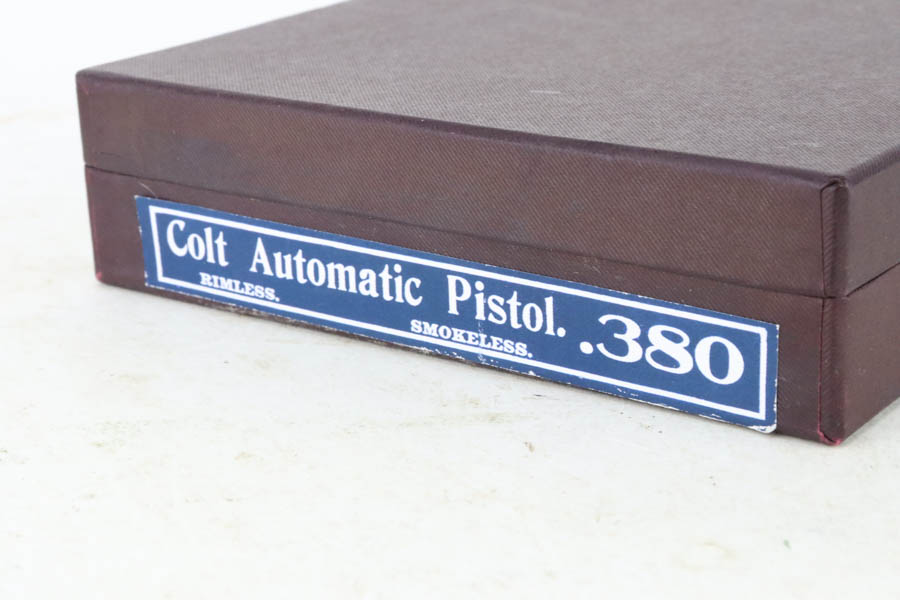 Colt Automatic Pistol. .380
RIMLESS. SMOKELESS.